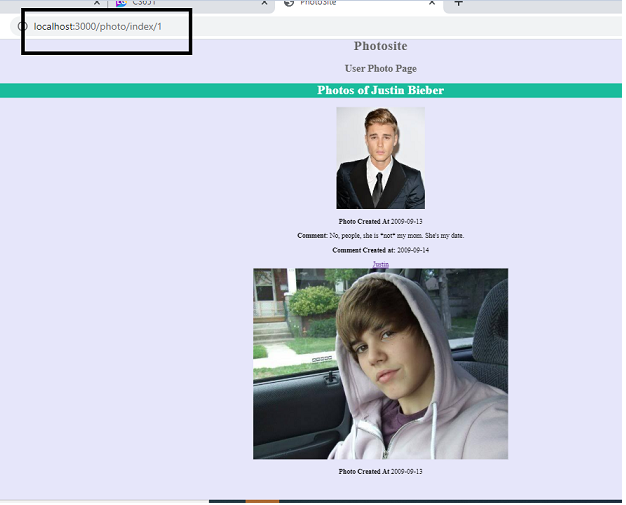 CS601
PhotoSite
localhost:3000/photo/index/1
Photosite
User Photo Page
Photos of Justin Bieber
Photo Created At 2009-09-13
Comment: No, people, she is *not* my mom. She's my date.
Comment Created at: 2009-09-14
Justin
Photo Created At 2009-09-13